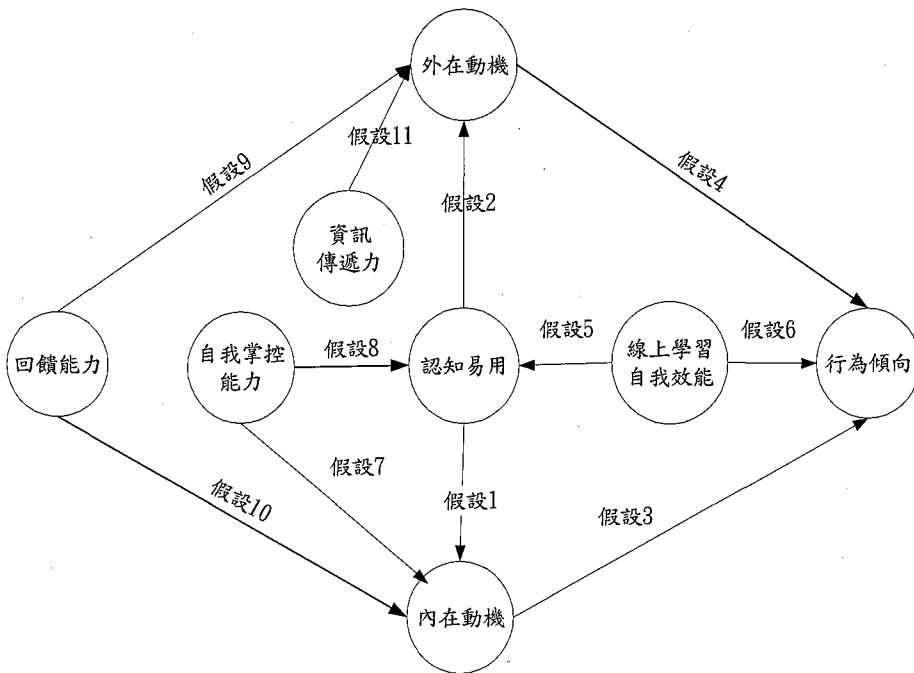 外在動機
假設11
假設9
假設4
假設2
資訊
傳遞力
回饋能力
自我掌控
能力
假設8
認知易用
假設5
線上學習
自我效能
假設6
行為傾向
假設7
假設10
假設1
假設3
內在動機